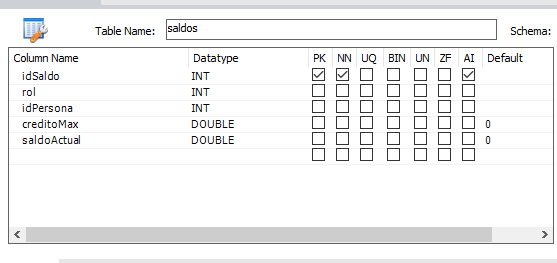 Table Name: saldos Schema:
Column Name Datatype PK NN UQ BIN UN ZF AI Default
idSaldo INT
rol INT
idPersona INT
creditoMax DOUBLE 0
saldoActual DOUBLE 0